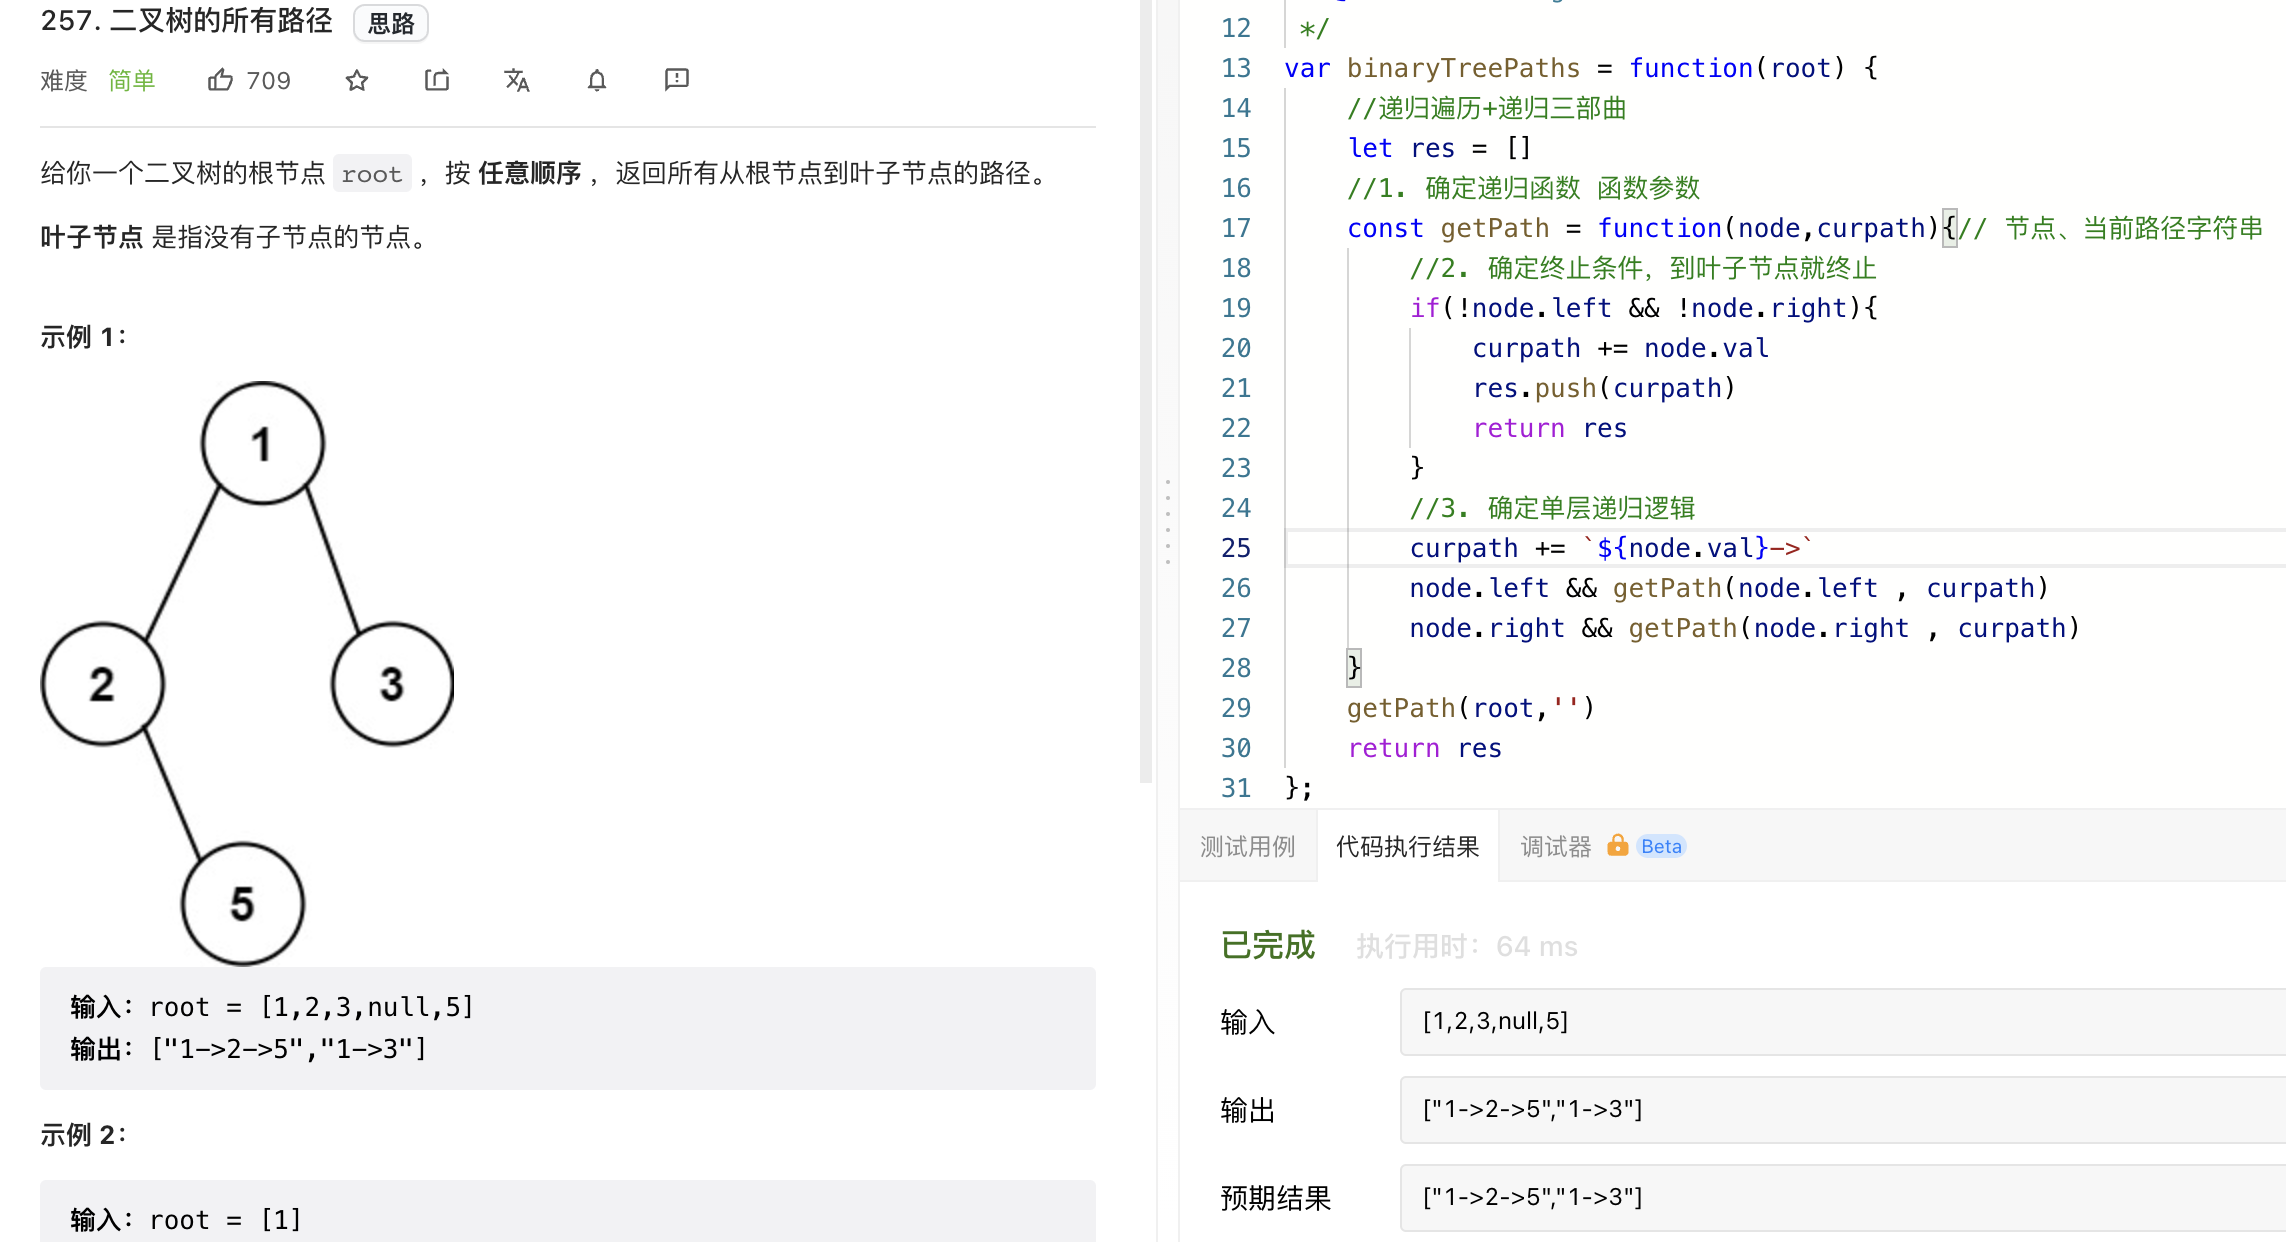 257. 二叉树的所有路径 思路
难度 简单 709
给你一个二叉树的根节点 root ，按 任意顺序 ，返回所有从根节点到叶子节点的路径。
叶子节点 是指没有子节点的节点。
示例 1：
1
2 3
5
输入：root = [1,2,3,null,5]
输出：["1->2->5","1->3"]
示例 2：
输入：root = [1]
12 */
13 var binaryTreePaths = function(root) {
14 //递归遍历+递归三部曲
15 let res = []
16 //1. 确定递归函数 函数参数
17 const getPath = function(node,curpath){// 节点、当前路径字符串
18 //2. 确定终止条件，到叶子节点就终止
19 if(!node.left && !node.right){
20 curpath += node.val
21 res.push(curpath)
22 return res
23 }
24 //3. 确定单层递归逻辑
25 curpath += `${node.val}->`
26 node.left && getPath(node.left , curpath)
27 node.right && getPath(node.right , curpath)
28 }
29 getPath(root,'')
30 return res
31 };
测试用例 代码执行结果 调试器 Beta
已完成 执行用时：64 ms
输入 [1,2,3,null,5]
输出 ["1->2->5","1->3"]
预期结果 ["1->2->5","1->3"]